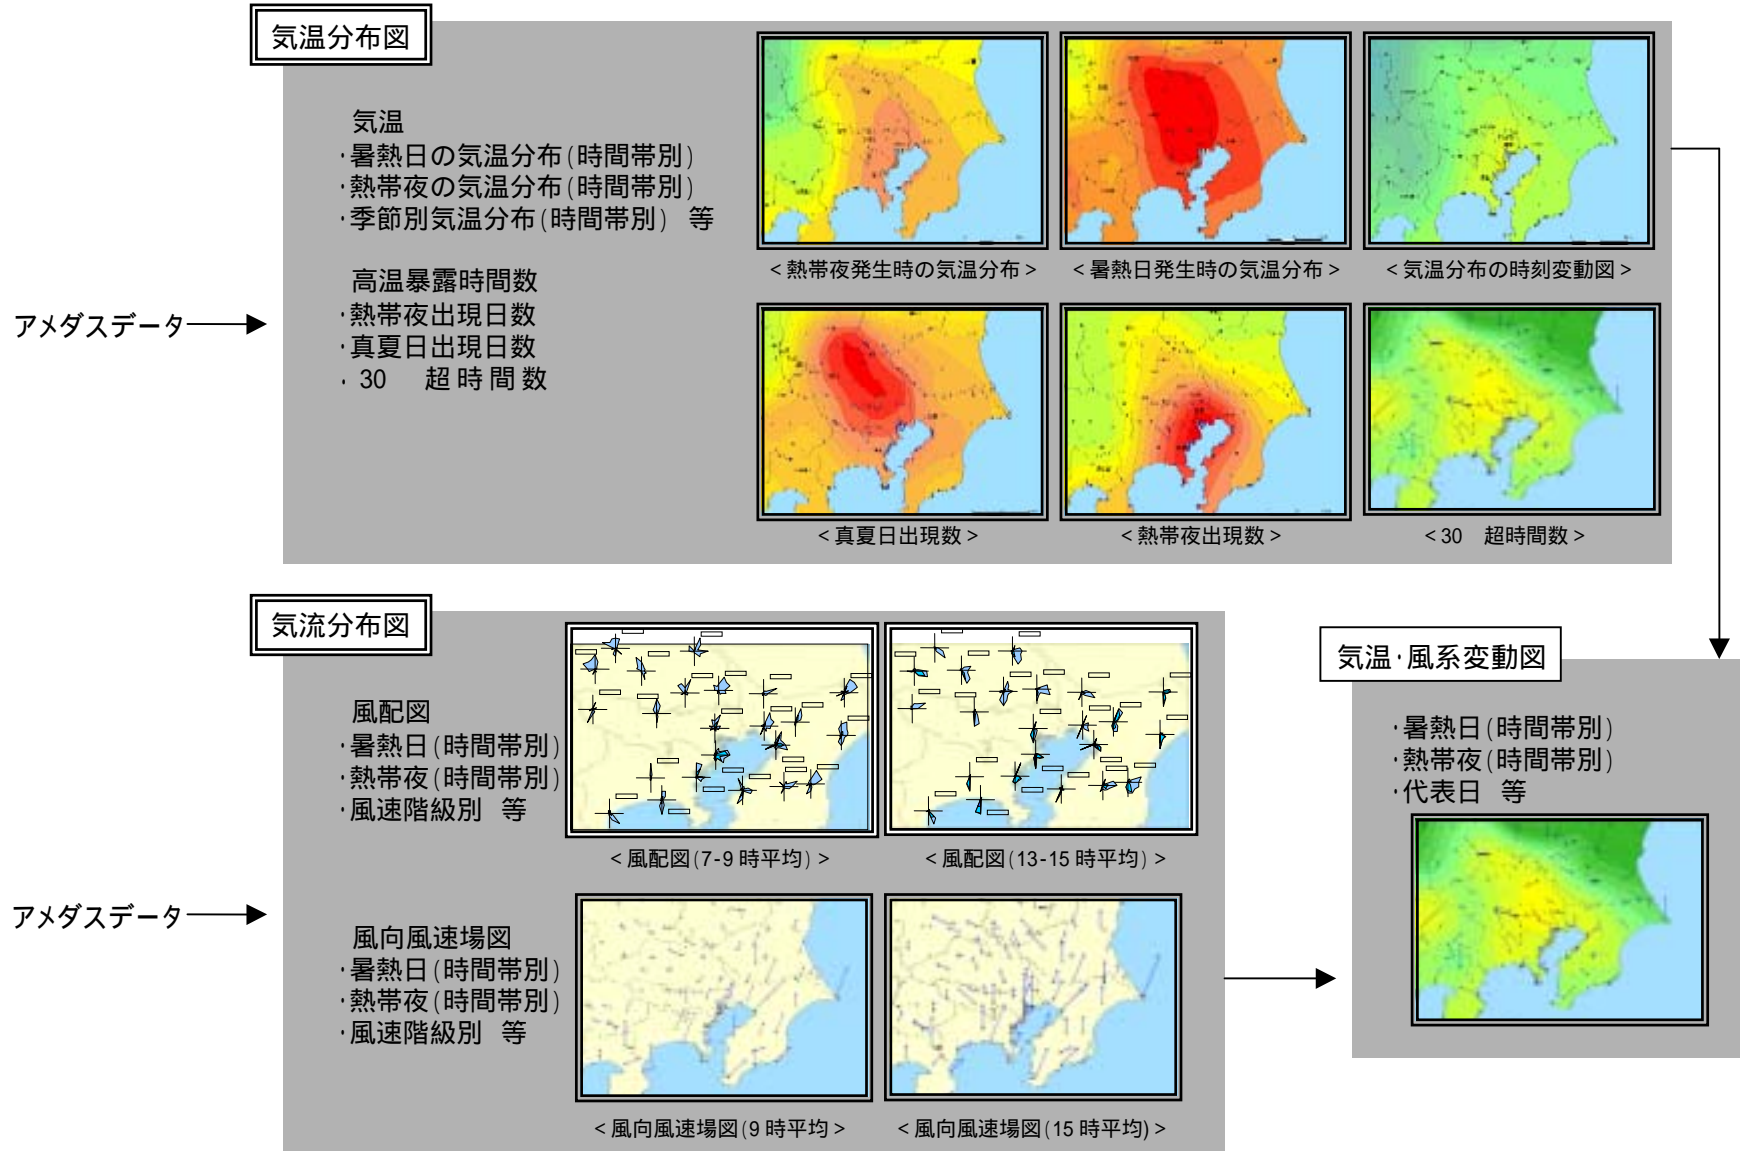 気温分布図
気温
･暑熱日の気温分布(時間帯別)
･熱帯夜の気温分布(時間帯別)
･季節別気温分布(時間帯別) 等
高温暴露時間数
･熱帯夜出現日数
･真夏日出現日数
･30 超時間数
アメダスデータ
<熱帯夜発生時の気温分布>
<暑熱日発生時の気温分布>
<気温分布の時刻変動図>
<真夏日出現数>
<熱帯夜出現数>
<30 超時間数>
気流分布図
風配図
･暑熱日(時間帯別)
･熱帯夜(時間帯別)
･風速階級別 等
<風配図(7-9時平均)>
<風配図(13-15時平均)>
アメダスデータ
風向風速場図
･暑熱日(時間帯別)
･熱帯夜(時間帯別)
･風速階級別 等
<風向風速場図(9時平均>
<風向風速場図(15時平均)>
気温･風系変動図
･暑熱日(時間帯別)
･熱帯夜(時間帯別)
･代表日 等